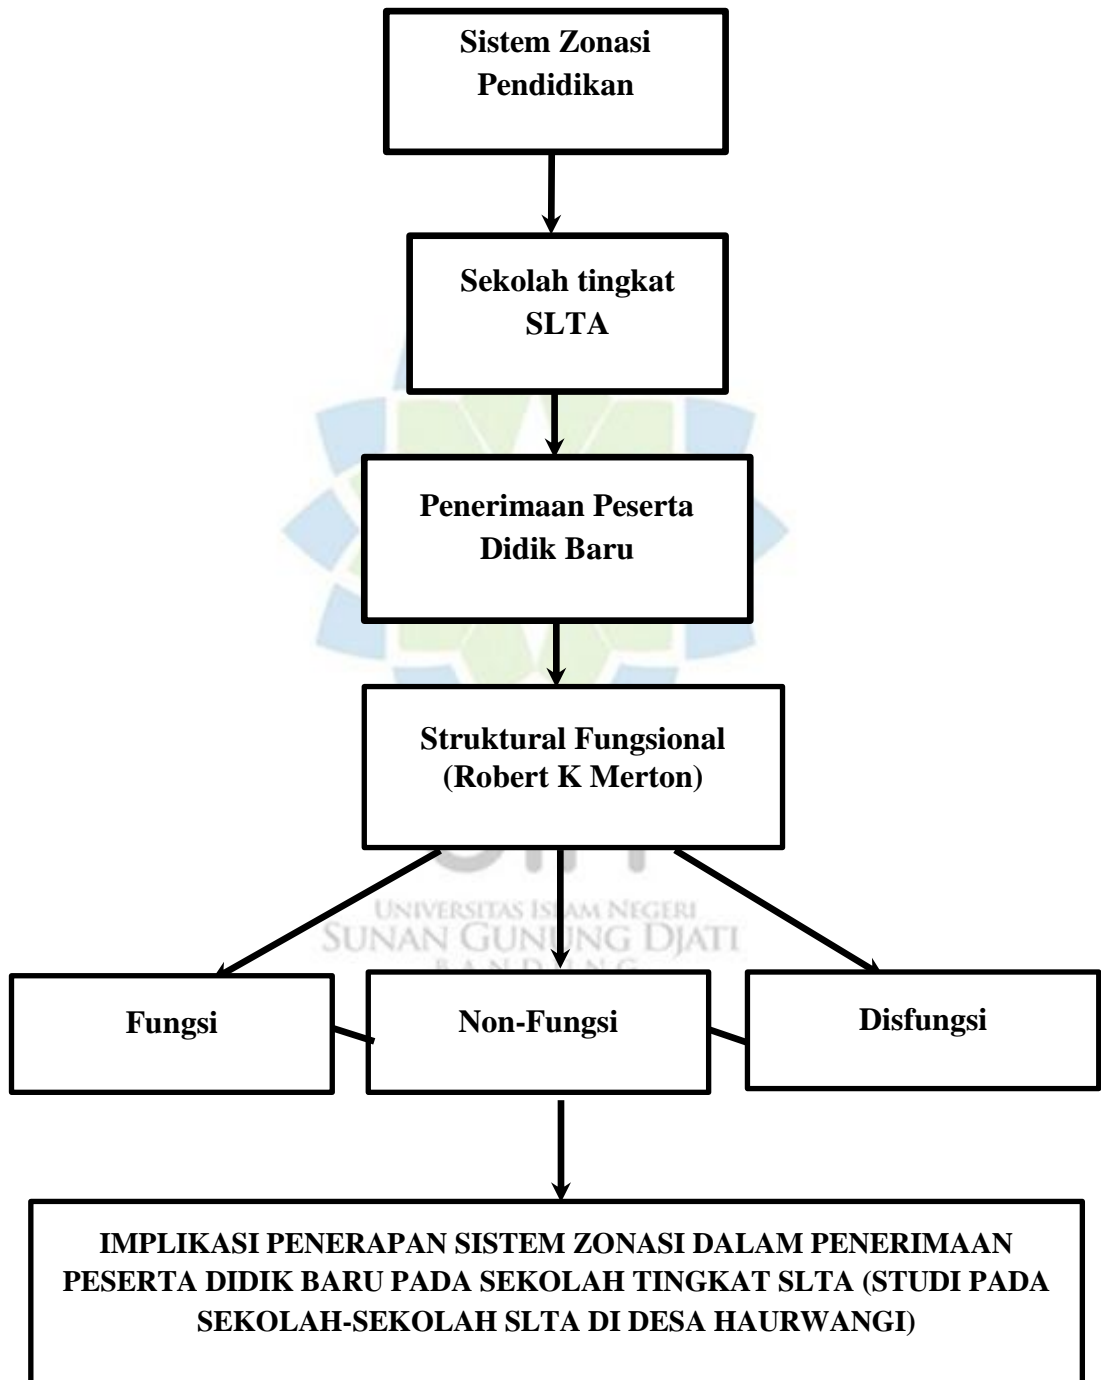 Sistem Zonasi
Pendidikan
Sekolah tingkat
SLTA
Penerimaan Peserta
Didik Baru
Struktural Fungsional
(Robert K Merton)
UNIVERSITAS ISLAM NEGERI
SUNAN GUNUNG DJATI
BANDUNG
Fungsi
Non-Fungsi
Disfungsi
IMPLIKASI PENERAPAN SISTEM ZONASI DALAM PENERIMAAN
PESERTA DIDIK BARU PADA SEKOLAH TINGKAT SLTA (STUDI PADA
SEKOLAH-SEKOLAH SLTA DI DESA HAURWANGI)